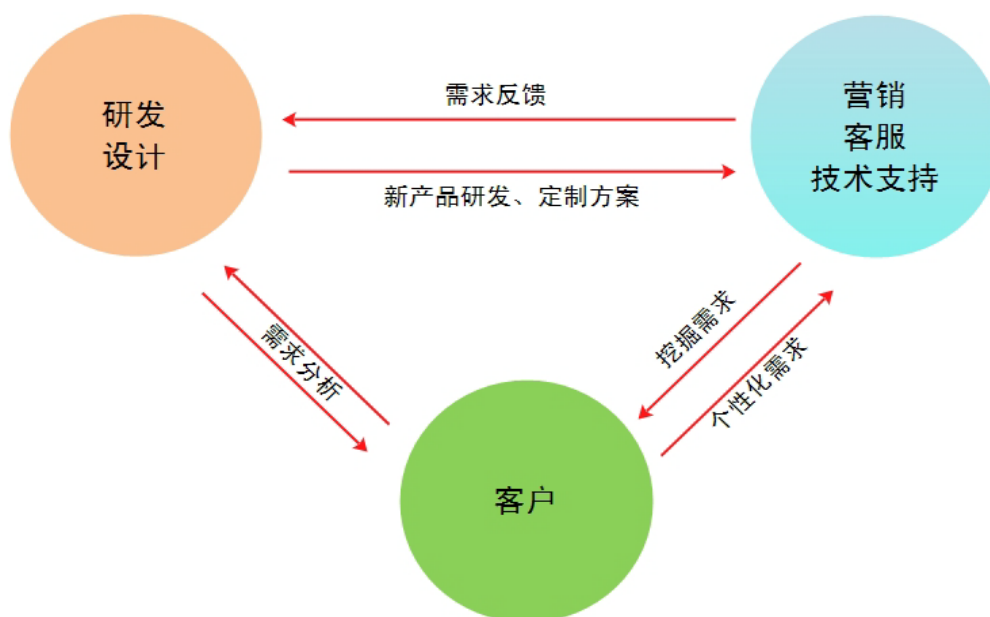 研发
设计
需求反馈
新产品研发、定制方案
营销
客服
技术支持
需求分析
挖掘需求
个性化需求
客户